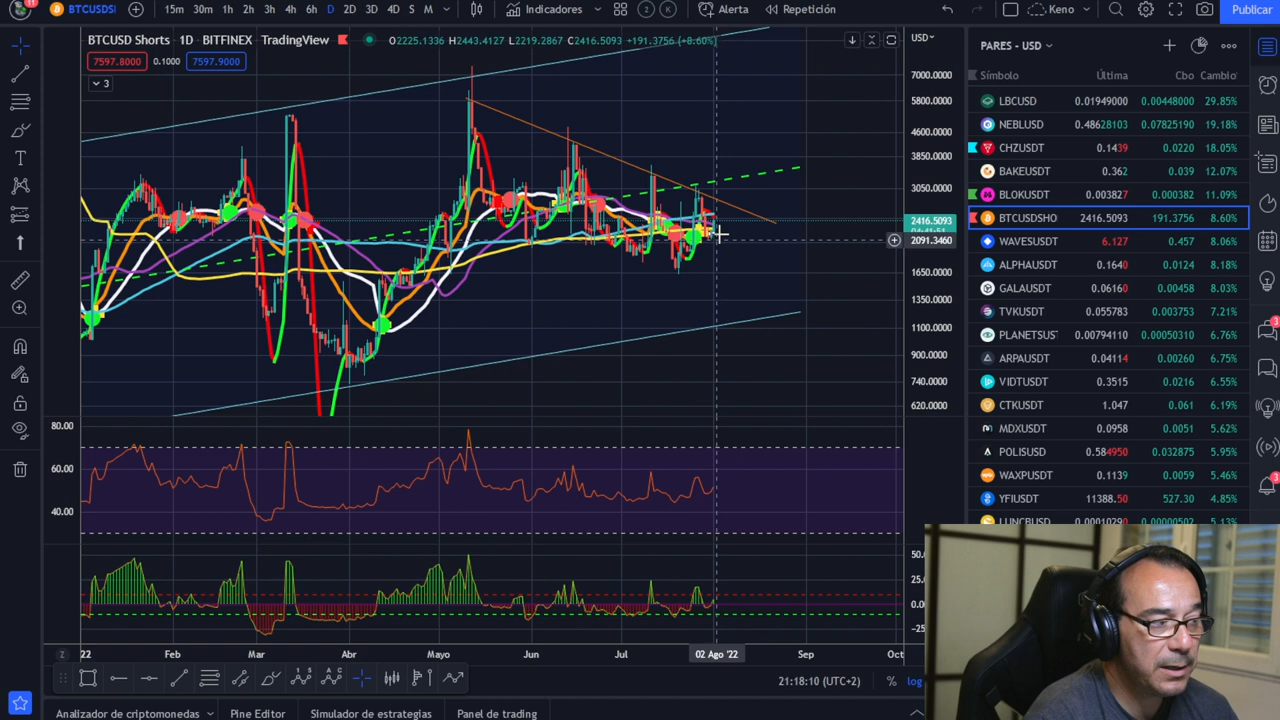 11
BTCUSDSI
15m 30m 1h 2h 3h 4h 6h D 2D 3D 4D S M
Indicadores
Z K
Alerta
Repetición
Keno
Publicar
BTCUSD Shorts · 1D · BITFINEX TradingView
O2225.1336 H2443.4127 L2219.2867 C2416.5093 +191.3756 (+8.60%)
7597.8000 0.1000 7597.9000
3
USD
7000.0000
5800.0000
4600.0000
3850.0000
3050.0000
2416.5093
2091.3460
1650.0000
1350.0000
1100.0000
900.0000
740.0000
620.0000
80.00
60.00
40.00
50.0
25.0
0.00
−25
Z
22 Feb Mar Abr Mayo Jun Jul 02 Ago '22 Sep Oct
21:18:10 (UTC+2) % log
Analizador de criptomonedas
Pine Editor
Simulador de estrategias
Panel de trading
PARES - USD
Símbolo Última Cbo Cambio
LBCUSD 0.01949000 0.00448000 29.85%
NEBLUSD 0.48628103 0.07825190 19.18%
CHZUSDT 0.1439 0.0220 18.05%
BAKEUSDT 0.362 0.039 12.07%
BLOKUSDT 0.003827 0.000382 11.09%
BTCUSDSHO 2416.5093 191.3756 8.60%
WAVESUSDT 6.127 0.457 8.06%
ALPHAUSDT 0.1640 0.0124 8.18%
GALAUSDT 0.06160 0.00458 8.03%
TVKUSDT 0.055783 0.003753 7.21%
PLANETSUST 0.00794110 0.00050310 6.76%
ARPAUSDT 0.04114 0.00260 6.75%
VIDTUSDT 0.3515 0.0216 6.55%
CTKUSDT 1.047 0.061 6.19%
MDXUSDT 0.0958 0.0051 5.62%
POLISUSD 0.584950 0.032875 5.95%
WAXPUSDT 0.1139 0.0059 5.46%
YFIUSDT 11388.50 527.30 4.85%
3
3